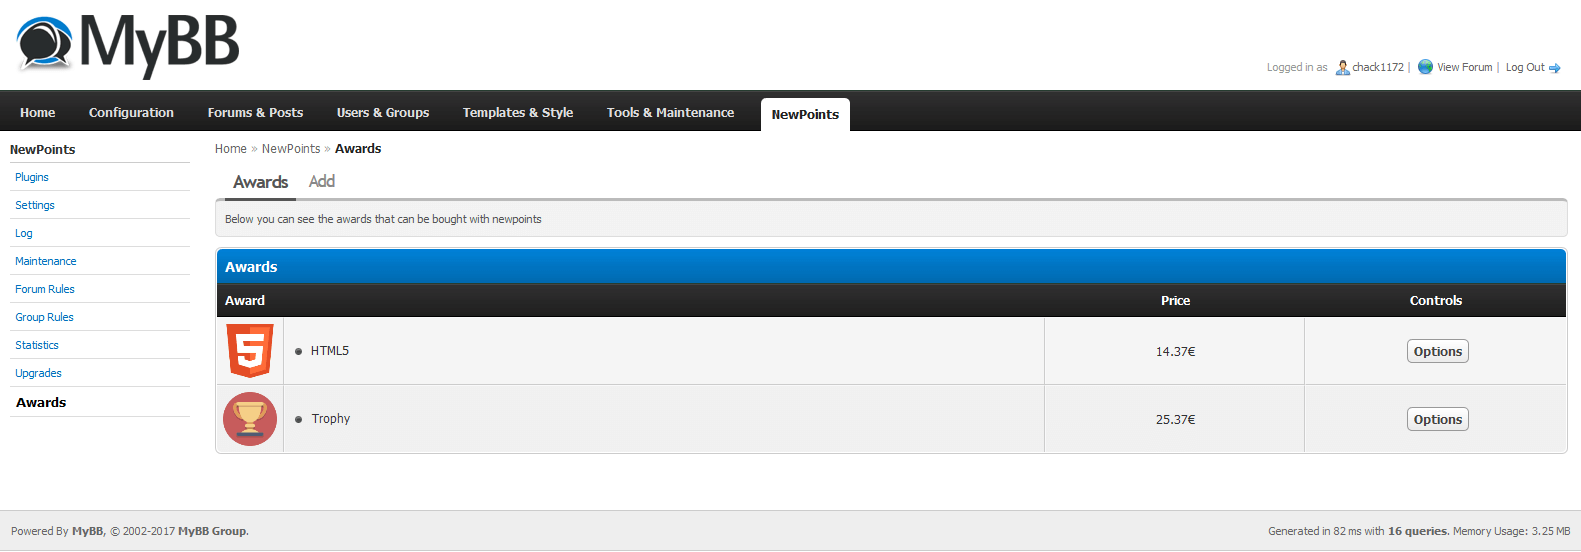 MyBB
Logged in as chack1172 | View Forum | Log Out
Home Configuration Forums & Posts Users & Groups Templates & Style Tools & Maintenance NewPoints
NewPoints
Plugins
Settings
Log
Maintenance
Forum Rules
Group Rules
Statistics
Upgrades
Awards
Home » NewPoints » Awards
Awards Add
Below you can see the awards that can be bought with newpoints
Awards
Award Price Controls
HTML5 14.37€ Options
Trophy 25.37€ Options
Powered By MyBB, © 2002-2017 MyBB Group.
Generated in 82 ms with 16 queries. Memory Usage: 3.25 MB